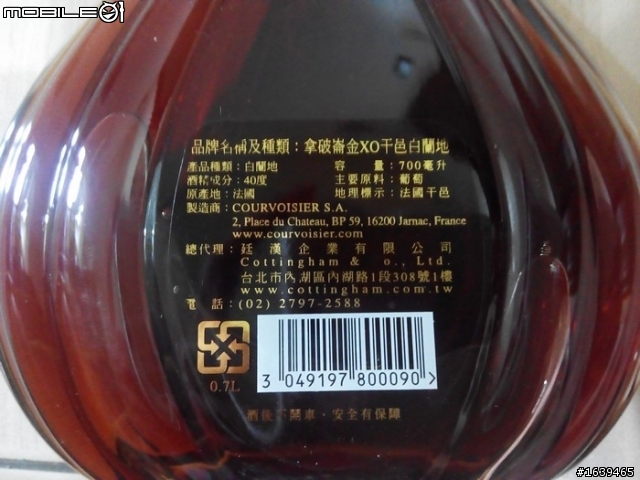 MOBILE01
品牌名稱及種類：拿破崙金XO干邑白蘭地
產品種類：白蘭地 容量：700毫升
酒精成分：40度 主要原料：葡萄
原產地：法國 地理標示：法國干邑
製造商：COURVOISIER S.A.
2, Place du Chateau, BP 59, 16200 Jarnac, France
www.courvoisier.com
總代理：廷漢企業有限公司
Cottingham & o., Ltd.
台北市內湖區內湖路1段308號1樓
www.cottingham.com.tw
電話：(02) 2797-2588
0.7L
3 049197 800090>
酒後不開車，安全有保障
#1639465